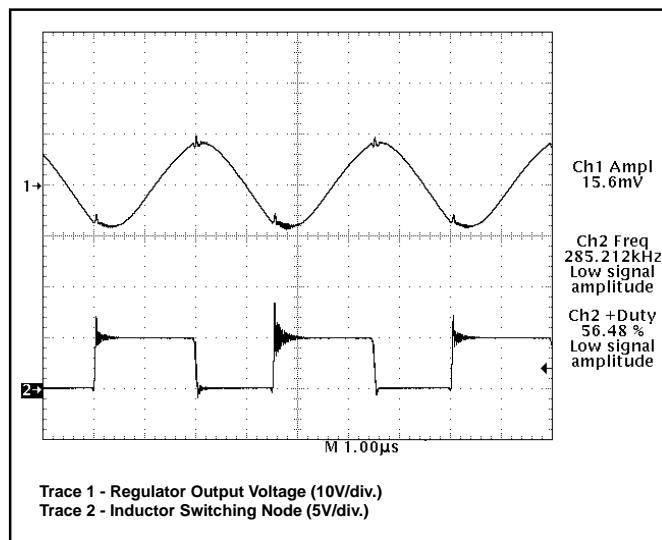 1→
Ch1 Ampl
15.6mV
Ch2 Freq
285.212kHz
Low signal
amplitude
Ch2 +Duty
56.48 %
Low signal
amplitude
2→
M 1.00µs
Trace 1 - Regulator Output Voltage (10V/div.)
Trace 2 - Inductor Switching Node (5V/div.)